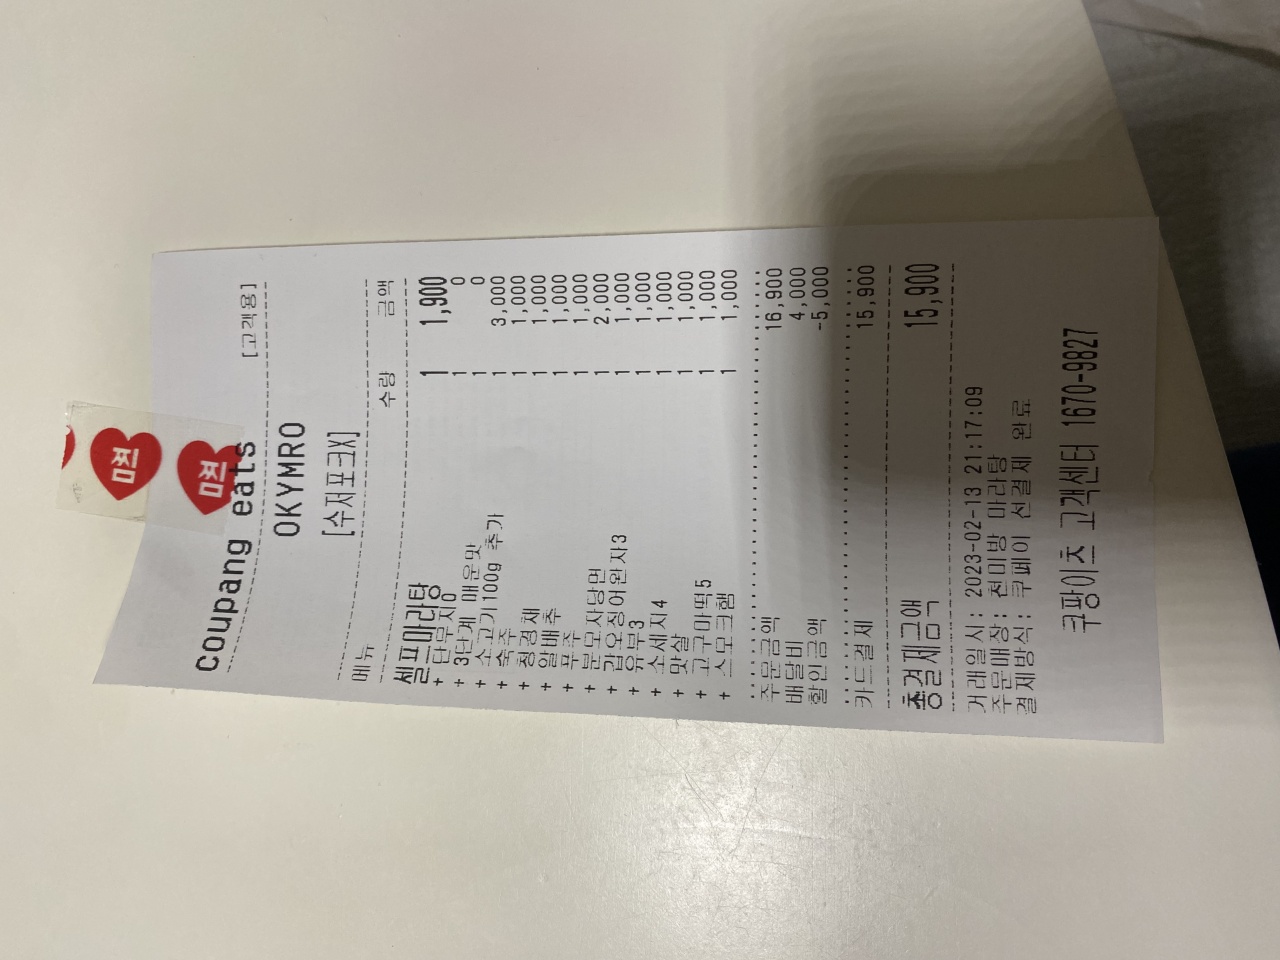 찐
찐
coupang eats
[고객용]
OKYMRO
[수저포크X]
메뉴 수량 금액
셀프마라탕 1 1,900
+ 단무지O 1 0
+ 3단계 매운맛 1 0
+ 소고기100g 추가 1 3,000
+ 숙주 1 1,000
+ 청경채 1 1,000
+ 알배추 1 1,000
+ 푸주 1 1,000
+ 분모자당면 1 2,000
+ 갑오징어완자3 1 1,000
+ 유부3 1 1,000
+ 소세지4 1 1,000
+ 맛살 1 1,000
+ 고구마떡5 1 1,000
+ 스모크햄 1 1,000
주문금액 16,900
배달비 4,000
할인금액 -5,000
카드결제 15,900
총결제금액 15,900
거래일시: 2023-02-13 21:17:09
주문매장: 천미방 마라탕
결제방식: 쿠페이 선결제 완료
쿠팡이츠 고객센터 1670-9827